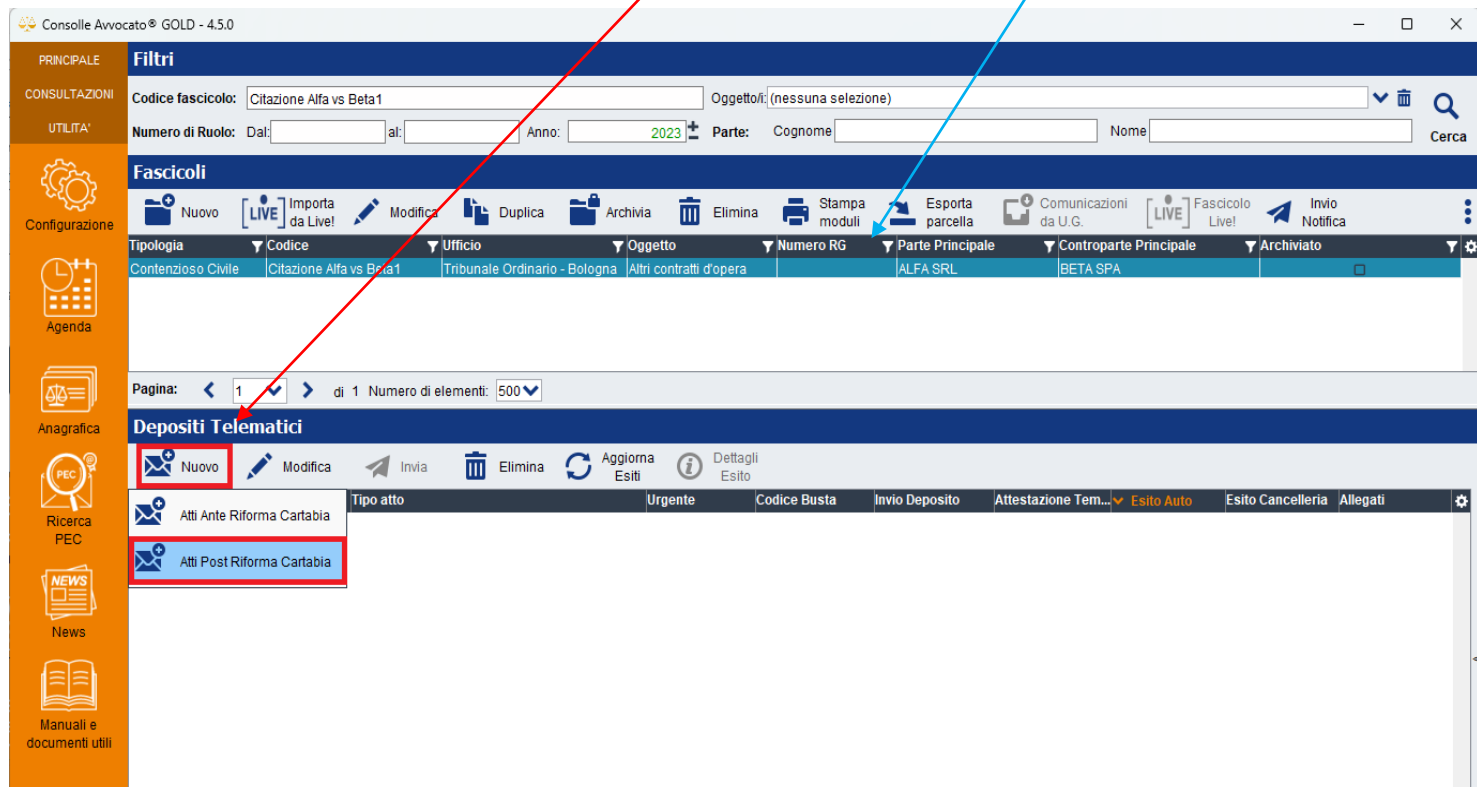 Consolle Avvocato® GOLD - 4.5.0
PRINCIPALE
CONSULTAZIONI
UTILITA'
Configurazione
Agenda
Anagrafica
PEC
Ricerca
PEC
NEWS
News
Manuali e
documenti utili
Filtri
Codice fascicolo: Citazione Alfa vs Beta1 Oggetto/i: (nessuna selezione)
Numero di Ruolo: Dal: al: Anno: 2023 Parte: Cognome Nome
Cerca
Fascicoli
Nuovo LIVE Importa da Live! Modifica Duplica Archivia Elimina Stampa moduli Esporta parcella Comunicazioni da U.G. LIVE Fascicolo Live! Invio Notifica
Tipologia Codice Ufficio Oggetto Numero RG Parte Principale Controparte Principale Archiviato
Contenzioso Civile Citazione Alfa vs Beta1 Tribunale Ordinario - Bologna Altri contratti d'opera ALFA SRL BETA SPA
Pagina: 1 di 1 Numero di elementi: 500
Depositi Telematici
Nuovo Modifica Invia Elimina Aggiorna Esiti Dettagli Esito
Tipo atto Urgente Codice Busta Invio Deposito Attestazione Tem... Esito Auto Esito Cancelleria Allegati
Atti Ante Riforma Cartabia
Atti Post Riforma Cartabia